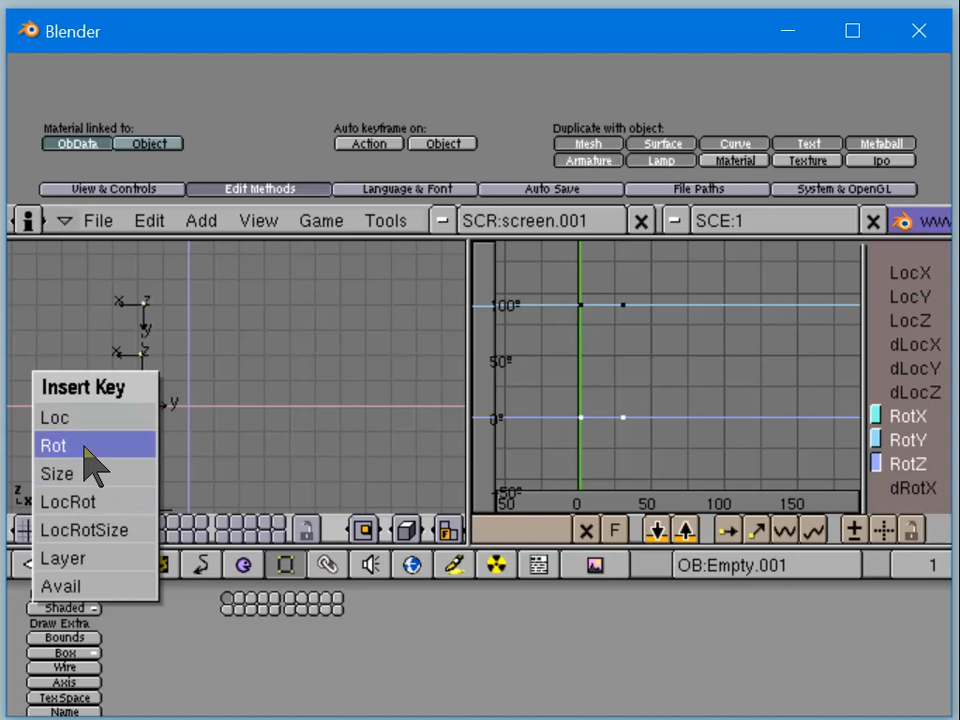 Blender
Material linked to:
ObData Object
Auto keyframe on:
Action Object
Duplicate with object:
Mesh Surface Curve Text Metaball
Armature Lamp Material Texture Ipo
View & Controls Edit Methods Language & Font Auto Save File Paths System & OpenGL
File Edit Add View Game Tools SCR:screen.001 SCE:1 www
x z
y
x z
y
Insert Key
Loc
Rot
Size
LocRot
LocRotSize
Layer
Avail
z
x
100°
50°
0°
-50°
50 0 50 100 150
LocX
LocY
LocZ
dLocX
dLocY
dLocZ
RotX
RotY
RotZ
dRotX
F
OB:Empty.001 1
Shaded
Draw Extra
Bounds
Box
Wire
Axis
TexSpace
Name